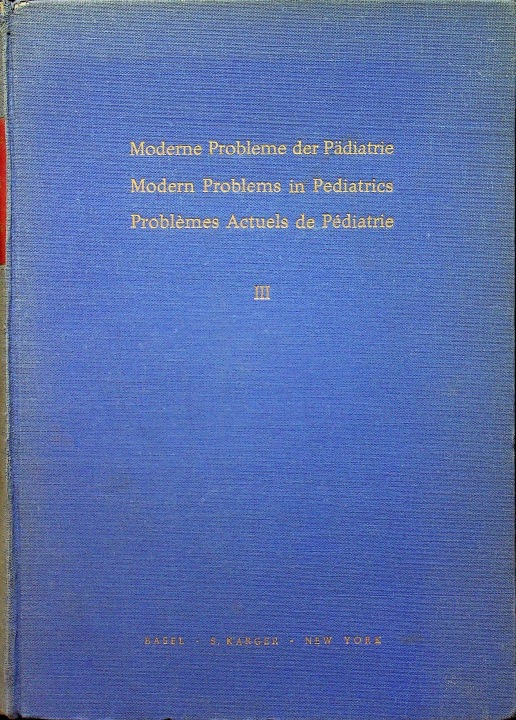 Moderne Probleme der Pädiatrie
Modern Problems in Pediatrics
Problèmes Actuels de Pédiatrie
III
BASEL - S. KARGER - NEW YORK